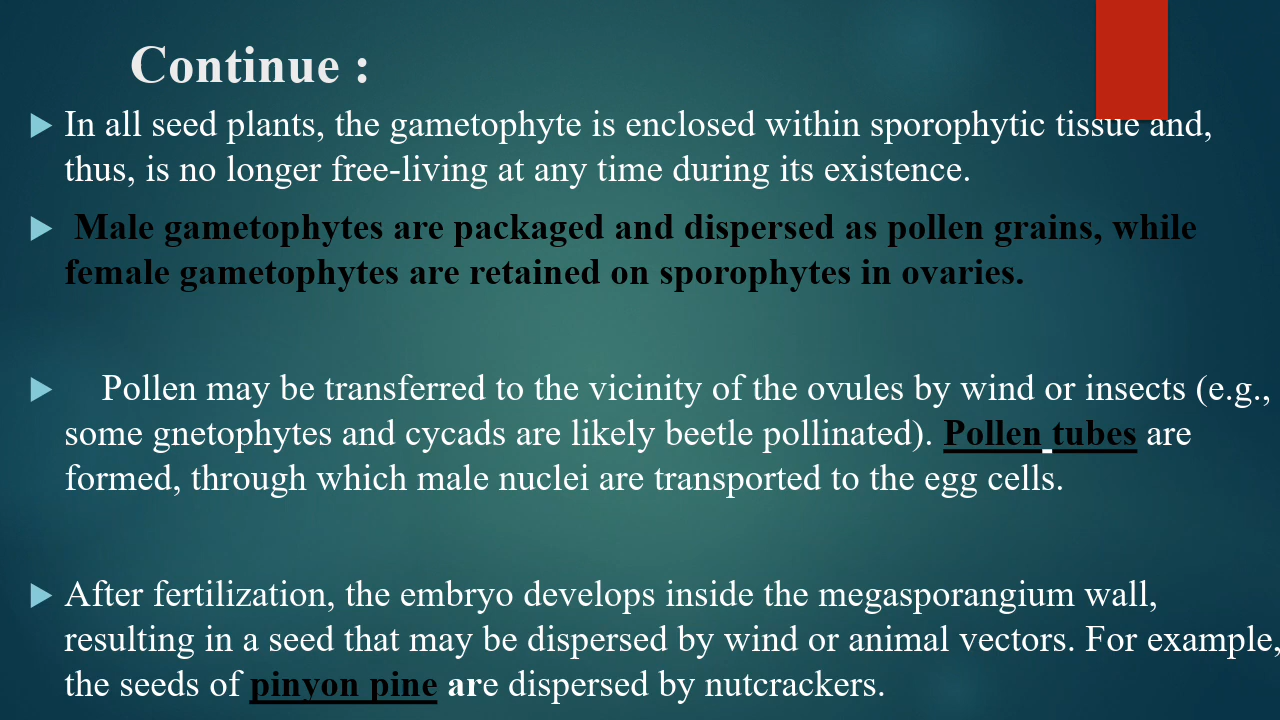 Continue :
In all seed plants, the gametophyte is enclosed within sporophytic tissue and,
thus, is no longer free-living at any time during its existence.
Male gametophytes are packaged and dispersed as pollen grains, while
female gametophytes are retained on sporophytes in ovaries.
Pollen may be transferred to the vicinity of the ovules by wind or insects (e.g.,
some gnetophytes and cycads are likely beetle pollinated). Pollen tubes are
formed, through which male nuclei are transported to the egg cells.
After fertilization, the embryo develops inside the megasporangium wall,
resulting in a seed that may be dispersed by wind or animal vectors. For example,
the seeds of pinyon pine are dispersed by nutcrackers.